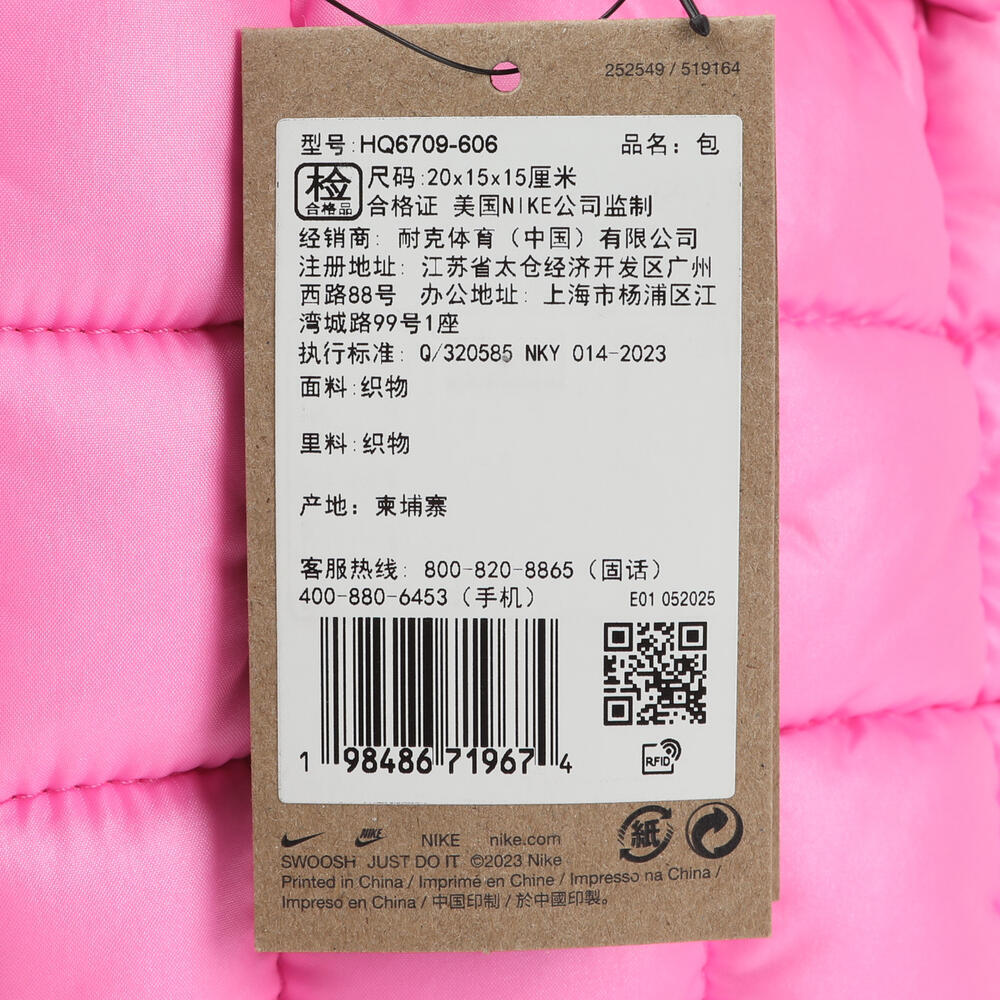 252549 / 519164
型号:HQ6709-606 品名：包
检
合格品
尺码:20x15x15厘米
合格证 美国NIKE公司监制
经销商：耐克体育（中国）有限公司
注册地址：江苏省太仓经济开发区广州
西路88号 办公地址：上海市杨浦区江
湾城路99号1座
执行标准：Q/320585 NKY 014-2023
面料:织物
里料:织物
产地：柬埔寨
客服热线：800-820-8865（固话）
400-880-6453（手机）
E01 052025
1 98486 71967 4
RFID
NIKE NIKE nike.com
紙
SWOOSH JUST DO IT ©2023 Nike
Printed in China / Imprimé en Chine / Impresso na China /
Impreso en China / 中国印制 / 於中國印製。